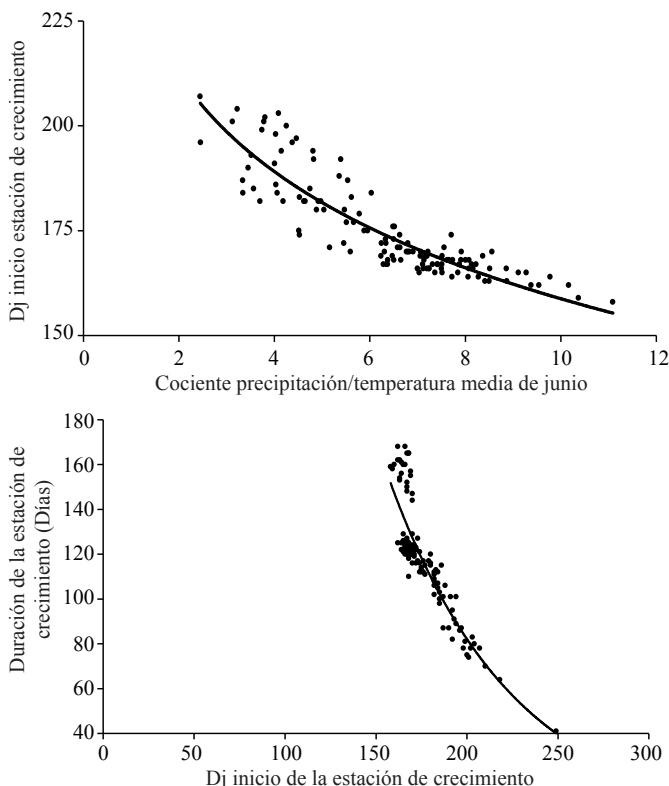 225
200
175
150
Dj inicio estación de crecimiento
0 2 4 6 8 10 12
Cociente precipitación/temperatura media de junio
180
160
140
120
100
80
60
40
Duración de la estación de
crecimiento (Días)
0 50 100 150 200 250 300
Dj inicio de la estación de crecimiento